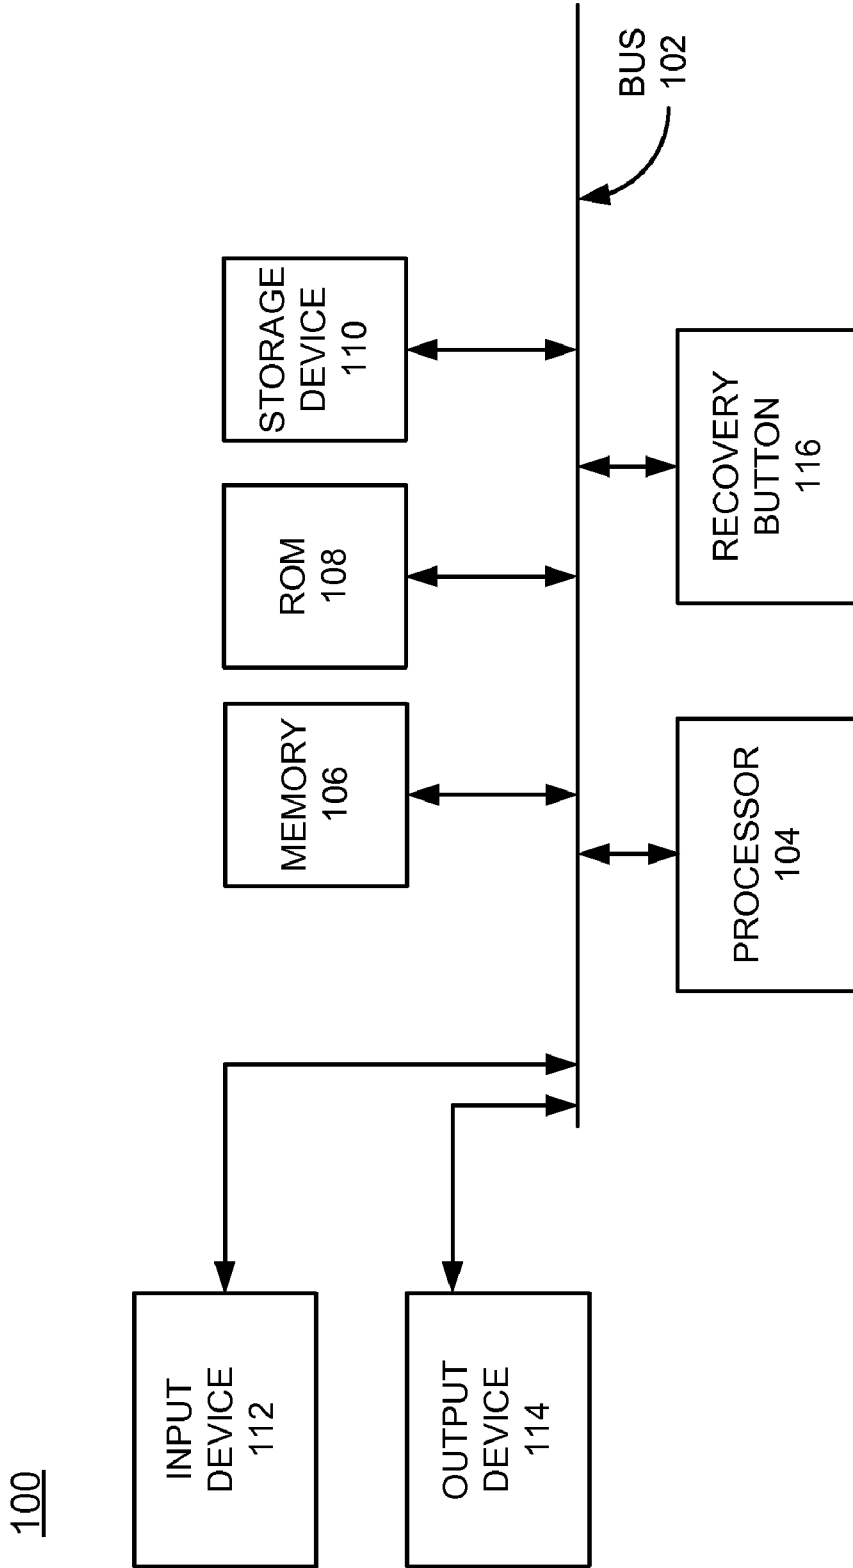 100
INPUT
DEVICE
112
MEMORY
106
ROM
108
STORAGE
DEVICE
110
OUTPUT
DEVICE
114
BUS
102
PROCESSOR
104
RECOVERY
BUTTON
116